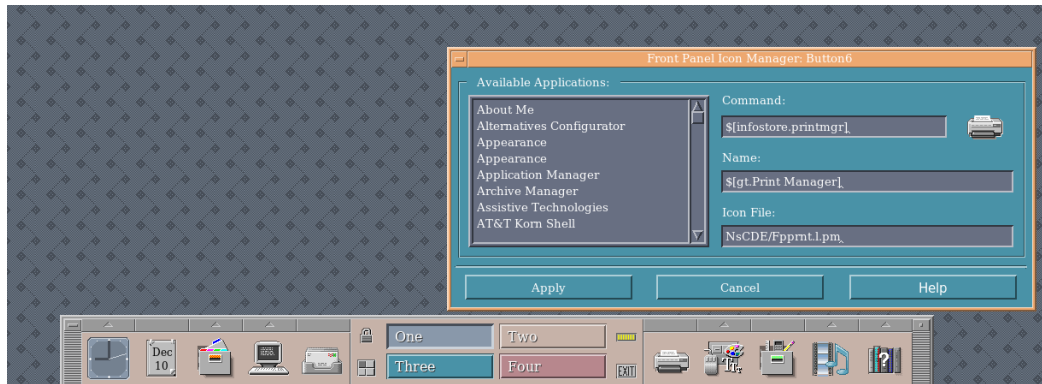 Front Panel Icon Manager: Button6
Available Applications:
About Me
Alternatives Configurator
Appearance
Appearance
Application Manager
Archive Manager
Assistive Technologies
AT&T Korn Shell
Command:
$[infostore.printmgr]
Name:
$[gt.Print Manager]
Icon File:
NsCDE/Fpprnt.l.pm
Apply
Cancel
Help
Dec
10
One
Two
Three
Four
EXIT
?